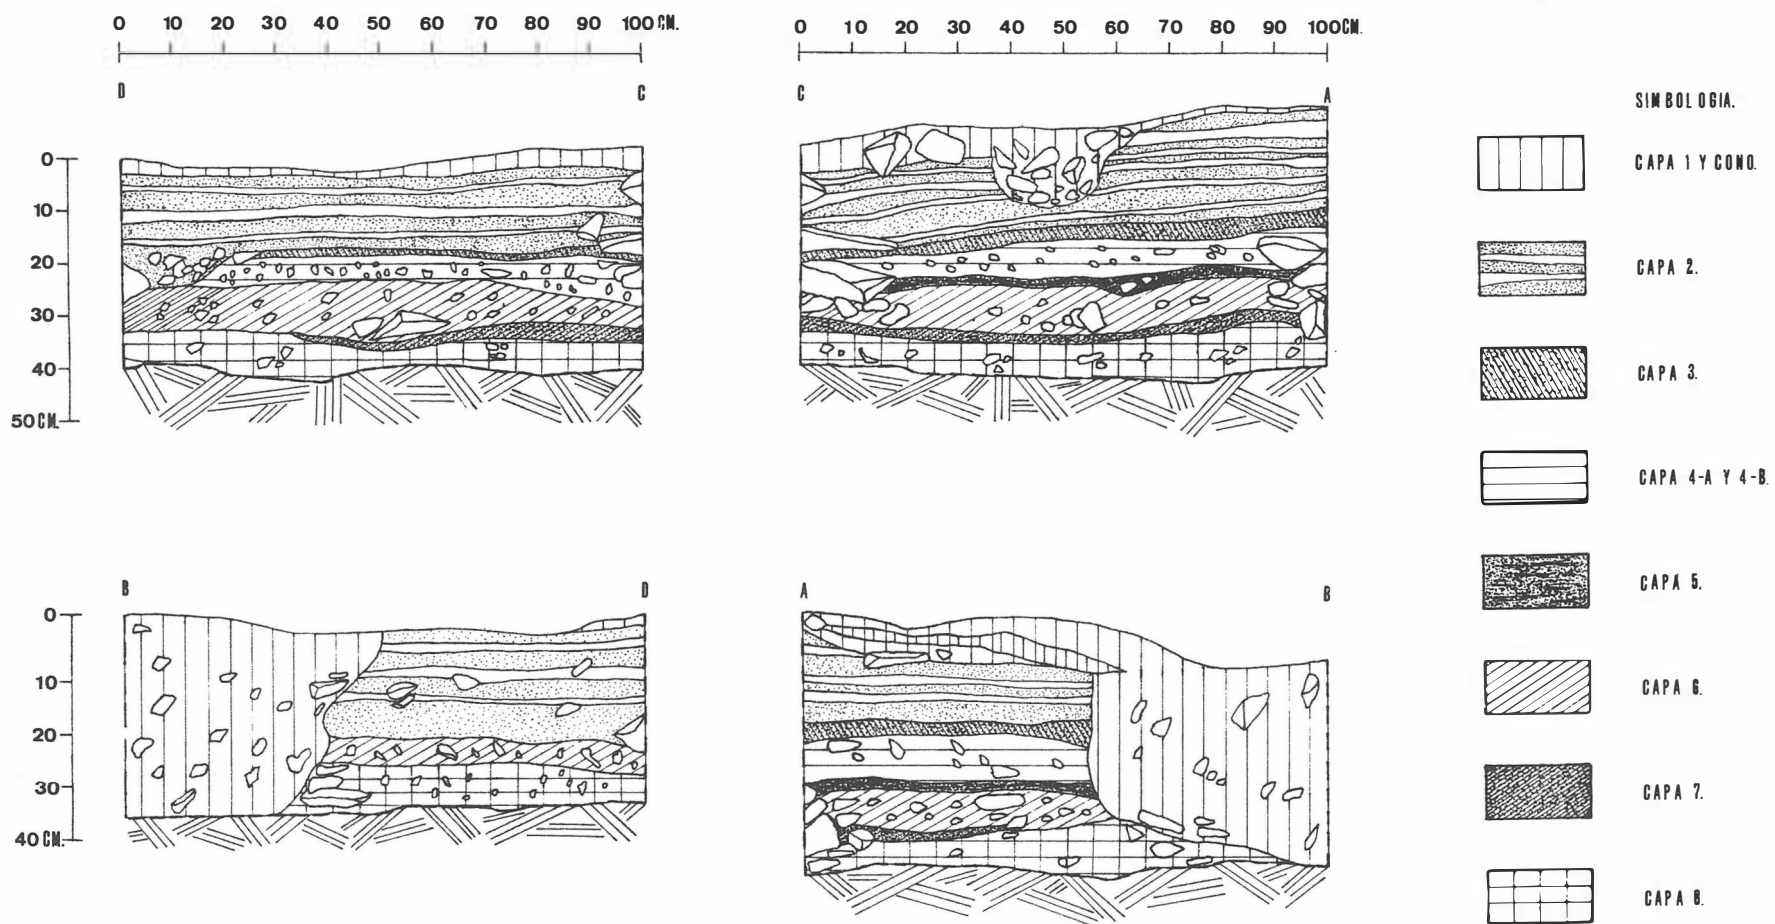 0 10 20 30 40 50 60 70 80 90 100 CM.
D C
0
10
20
30
40
50 CM.
0 10 20 30 40 50 60 70 80 90 100 CM.
C A
B D
0
10
20
30
40 CM.
A B
SIMBOLOGIA.
CAPA 1 Y CONO.
CAPA 2.
CAPA 3.
CAPA 4-A Y 4-B.
CAPA 5.
CAPA 6.
CAPA 7.
CAPA 8.